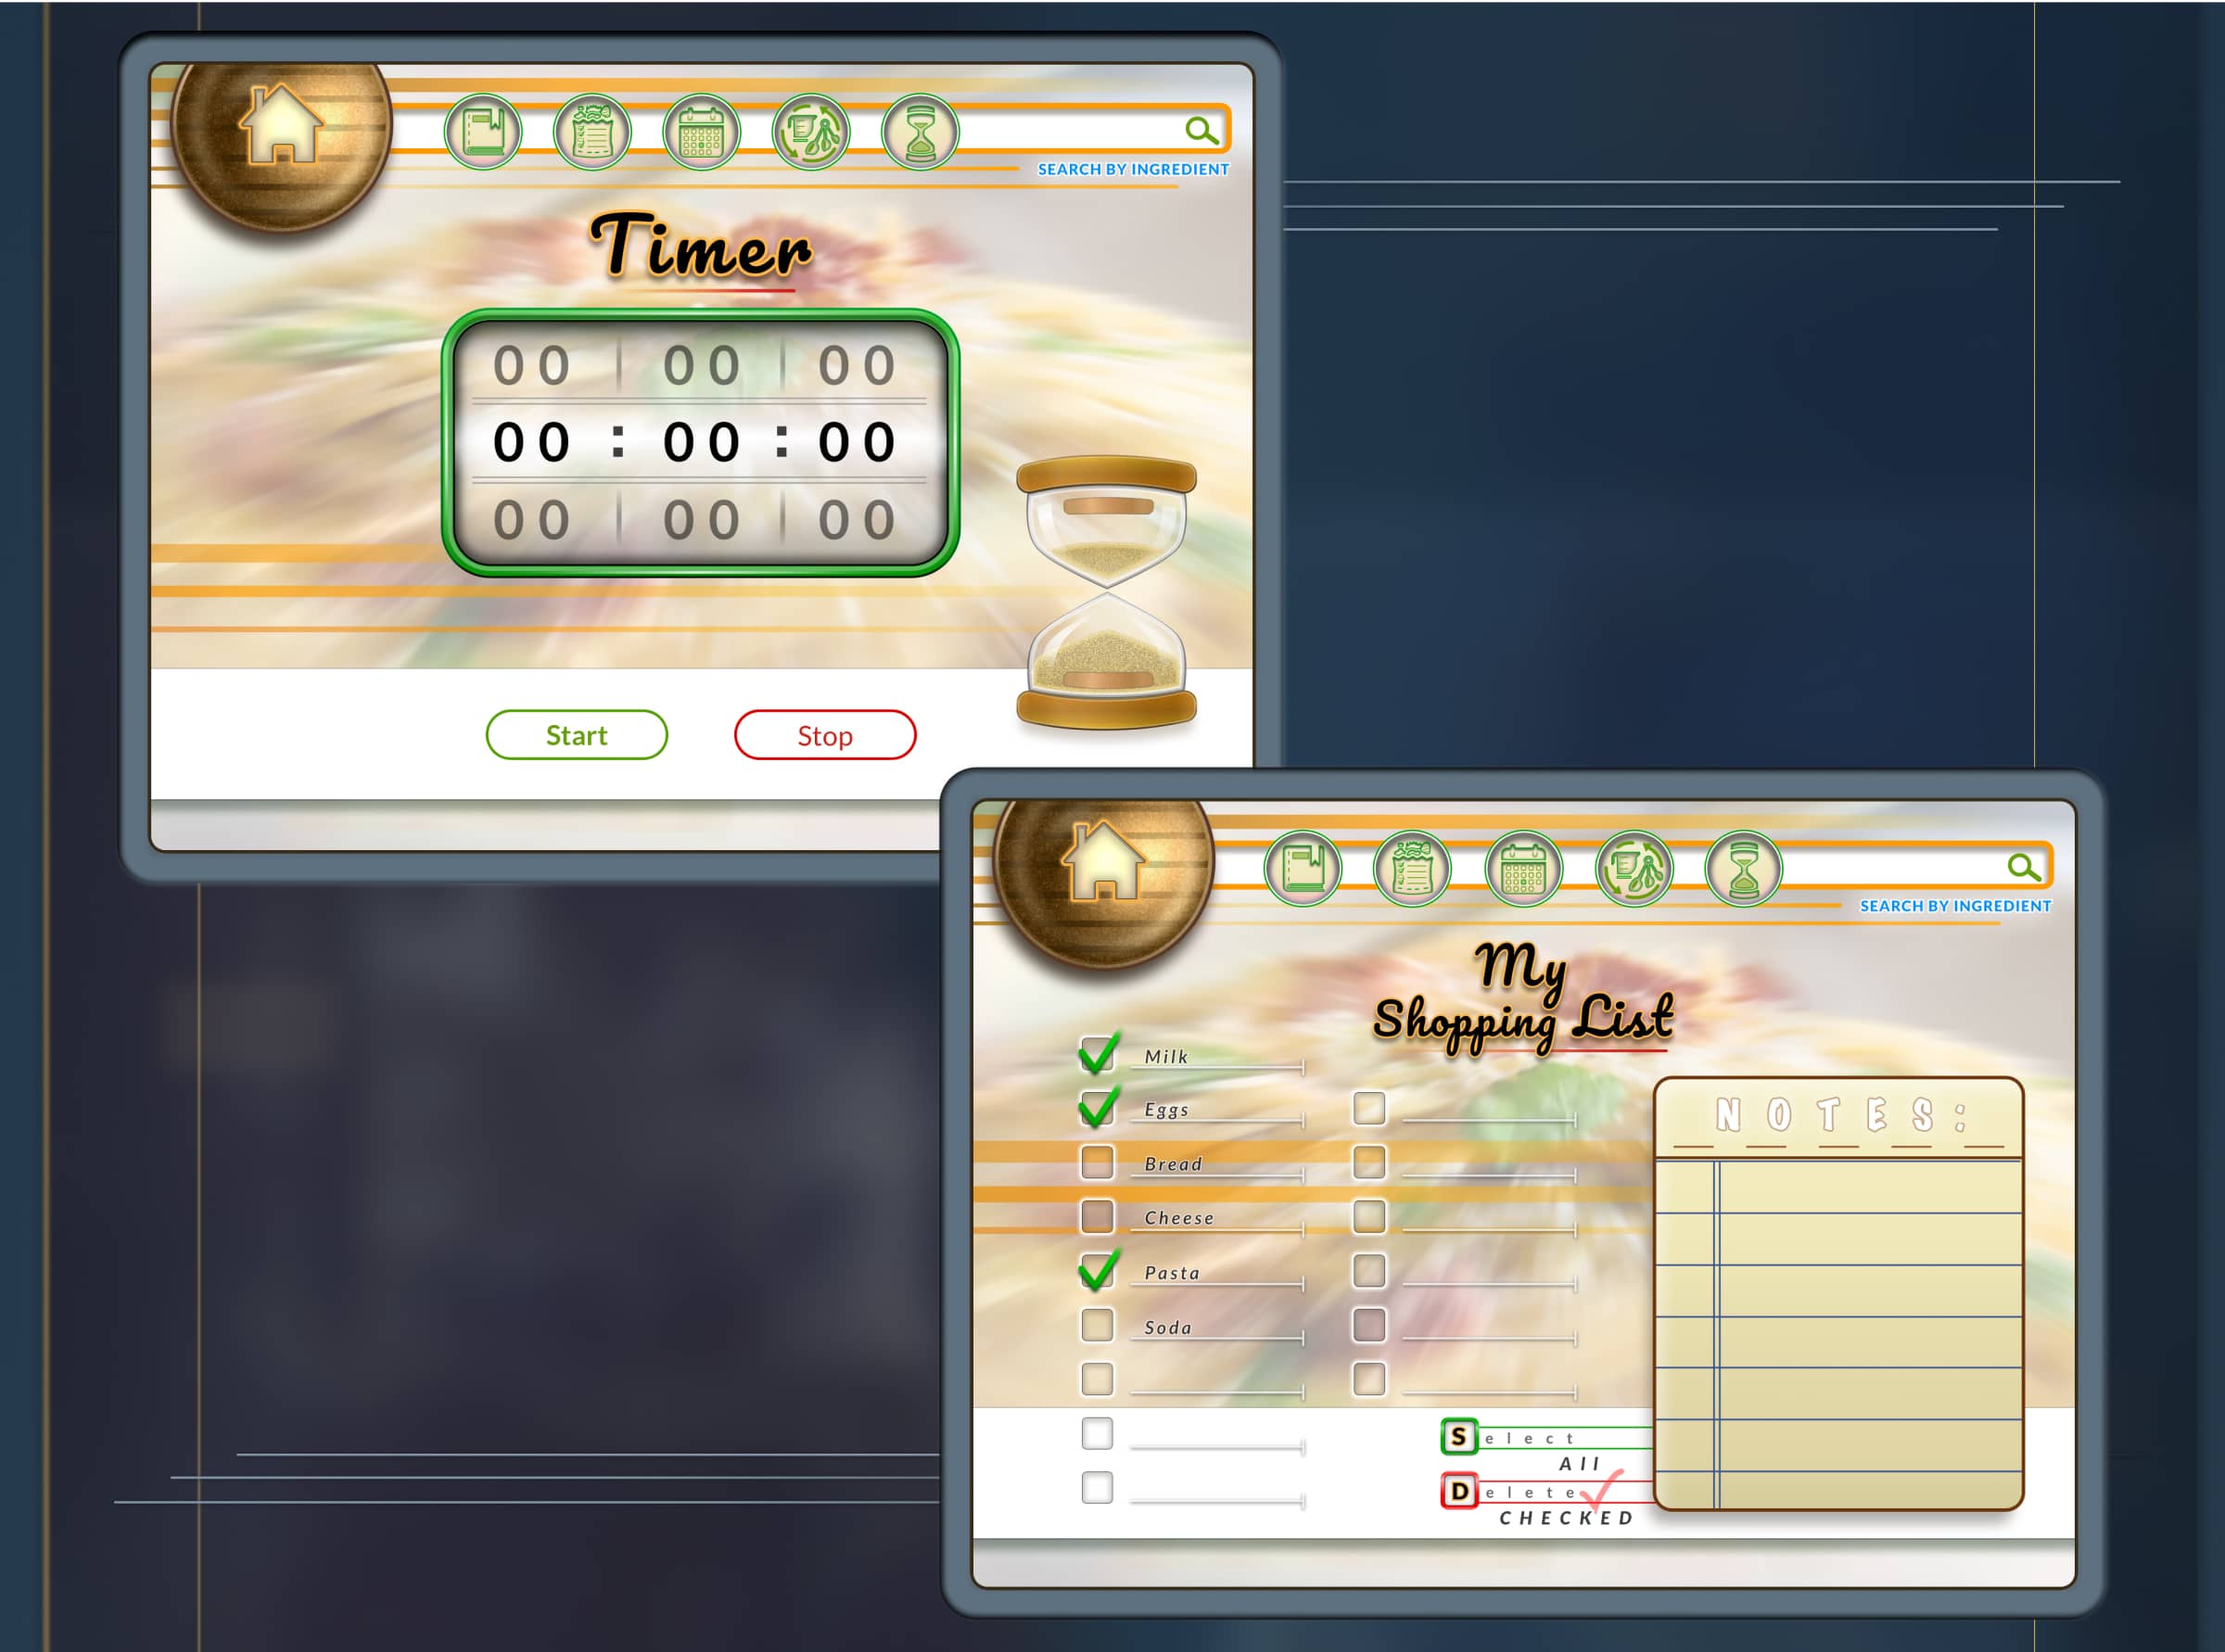 SEARCH BY INGREDIENT
Timer
00 | 00 | 00
00 : 00 : 00
00 | 00 | 00
Start
Stop
SEARCH BY INGREDIENT
My
Shopping List
Milk
Eggs
Bread
Cheese
Pasta
Soda
NOTES:
Select
All
Delete
CHECKED